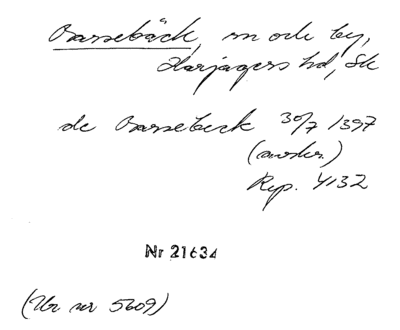 Barsebäck, sn och by,
Harjagers hd, Sk
de Barsebeck 30/7 1397
(avskr.)
Rep. 4132
Nr 21634
(Ur nr 5609)